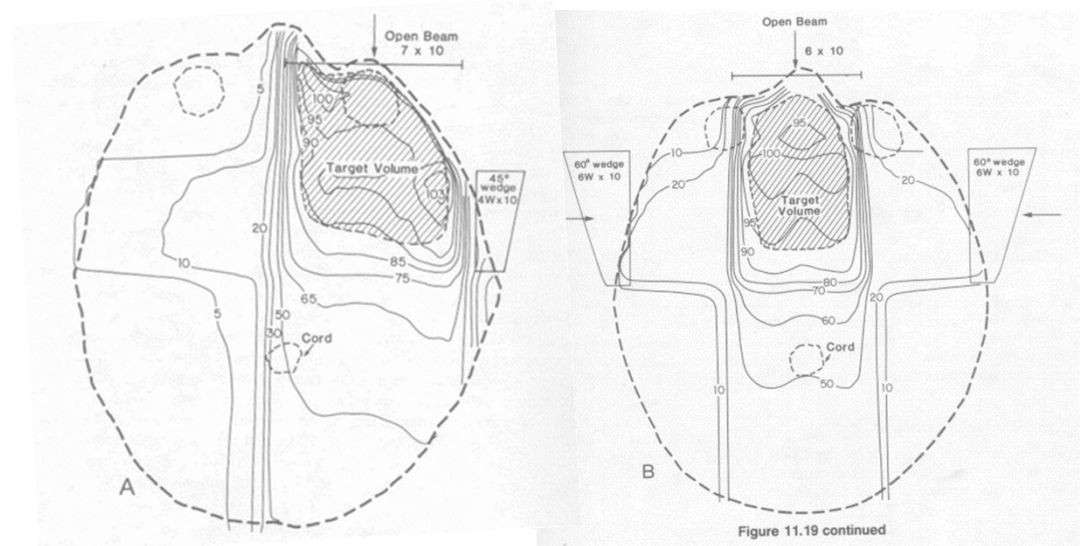 Open Beam
7 x 10
5
100
95
90
Target Volume
103
45°
wedge
4Wx10
20
85
10
75
65
5
50
30
Cord
A
Open Beam
6 x 10
95
10
100
60° wedge
6W x 10
60° wedge
6W x 10
20
20
Target
Volume
95
90
80
70
20
60
Cord
50
10
10
B
Figure 11.19 continued